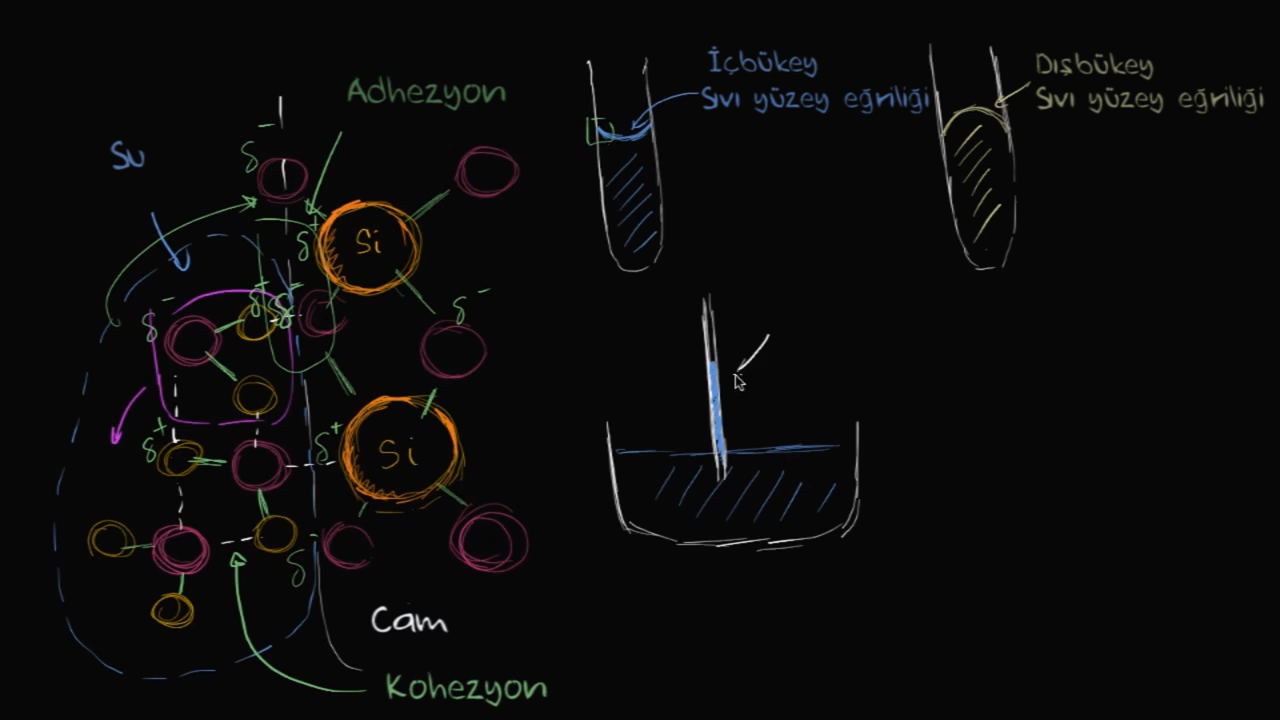 Adhezyon
Su
δ⁻
δ⁺
Si
δ⁻
δ⁺
δ⁻
δ⁻
δ⁺
δ⁺
Si
δ⁻
Cam
Kohezyon
İçbükey
Sıvı yüzey eğriliği
Dışbükey
Sıvı yüzey eğriliği